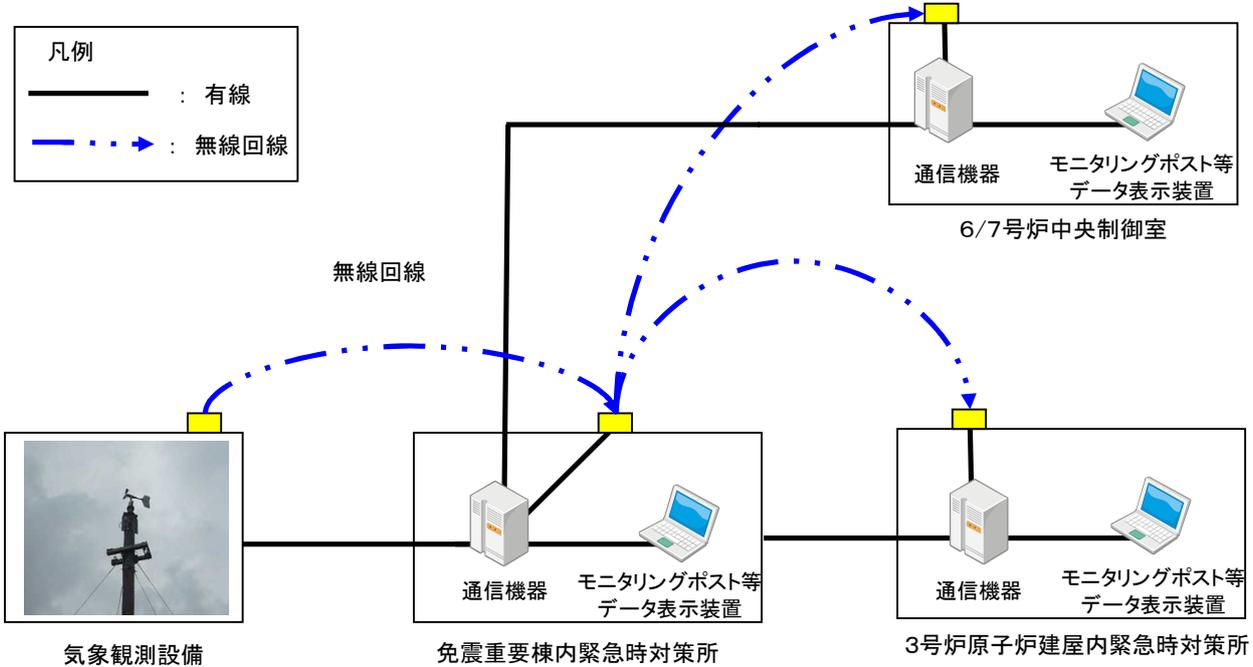 凡例
： 有線
： 無線回線
通信機器
モニタリングポスト等
データ表示装置
6/7号炉中央制御室
無線回線
通信機器
モニタリングポスト等
データ表示装置
通信機器
モニタリングポスト等
データ表示装置
気象観測設備
免震重要棟内緊急時対策所
3号炉原子炉建屋内緊急時対策所